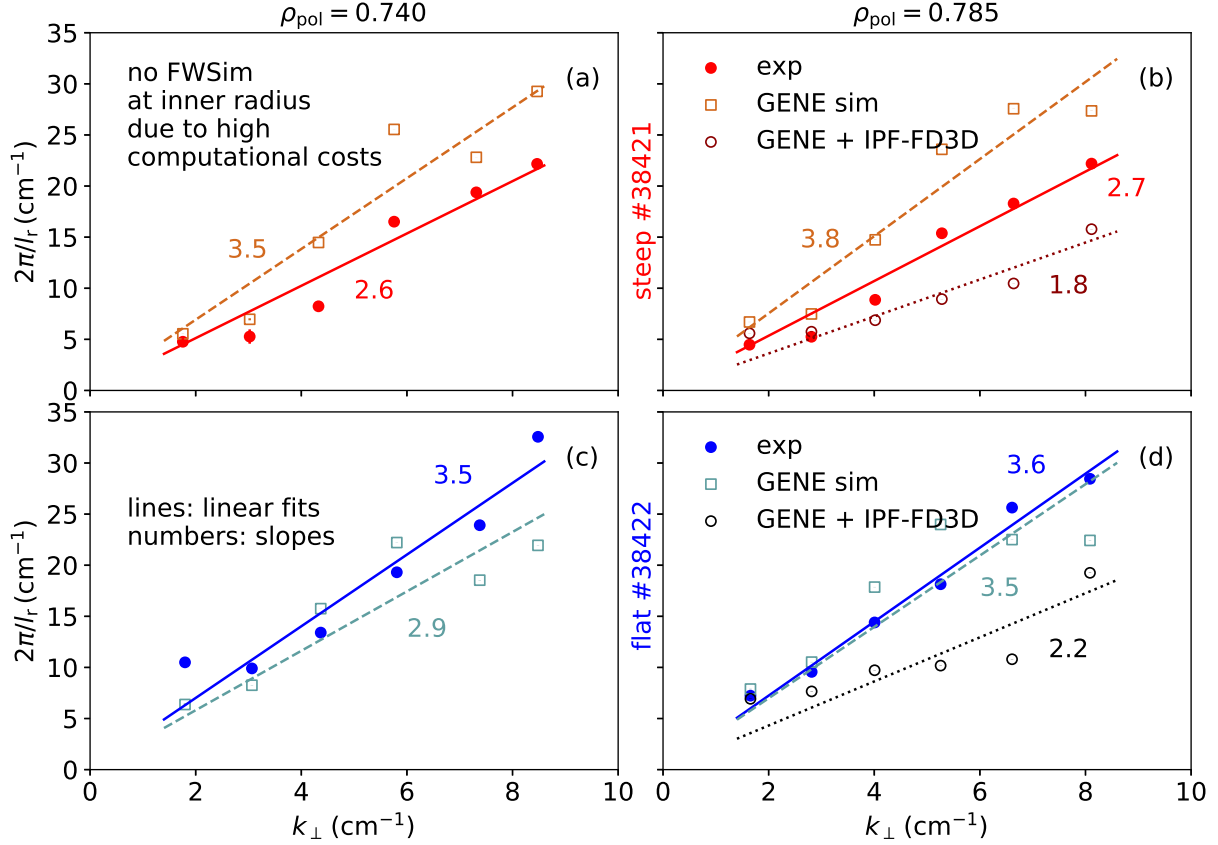 ρpol = 0.740
ρpol = 0.785
35
30
25
20
15
10
5
0
2π/lr (cm⁻¹)
no FWSim
at inner radius
due to high
computational costs
(a)
3.5
2.6
steep #38421
exp
GENE sim
GENE + IPF-FD3D
(b)
3.8
2.7
1.8
35
30
25
20
15
10
5
0
2π/lr (cm⁻¹)
(c)
3.5
lines: linear fits
numbers: slopes
2.9
0 2 4 6 8 10
k⊥ (cm⁻¹)
flat #38422
exp
GENE sim
GENE + IPF-FD3D
(d)
3.6
3.5
2.2
2 4 6 8 10
k⊥ (cm⁻¹)